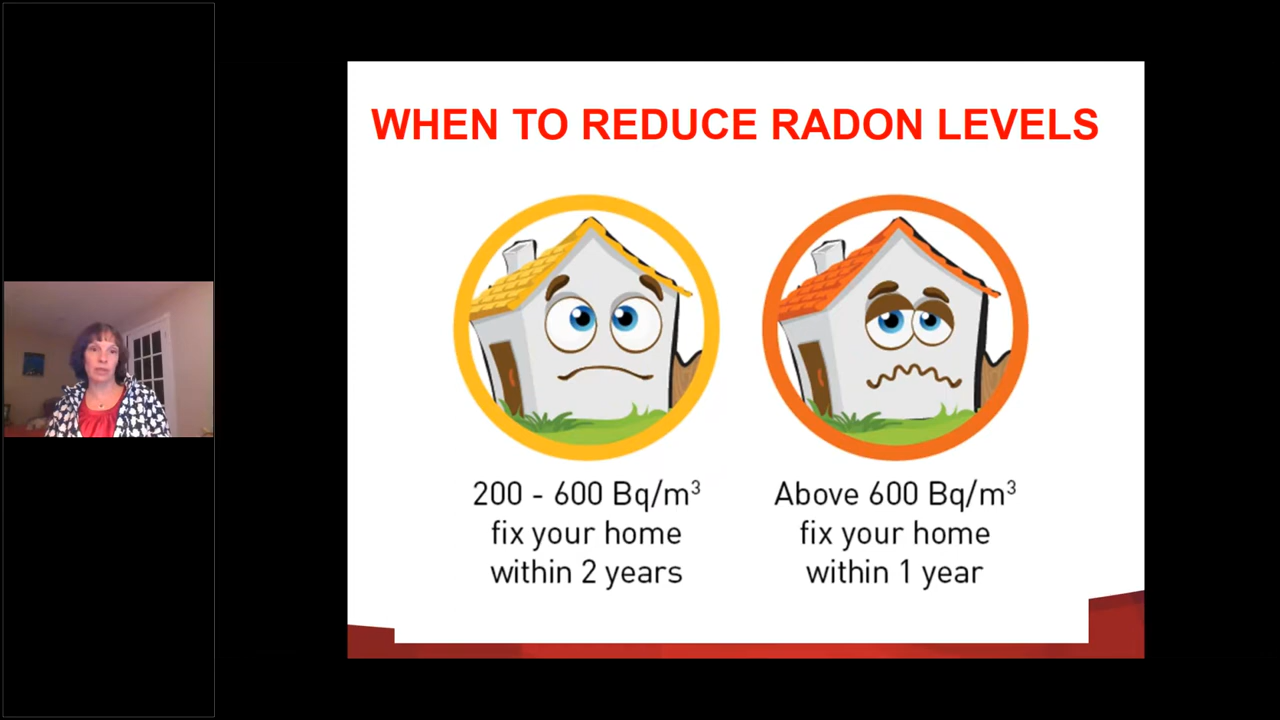 WHEN TO REDUCE RADON LEVELS
200 - 600 Bq/m³
fix your home
within 2 years
Above 600 Bq/m³
fix your home
within 1 year